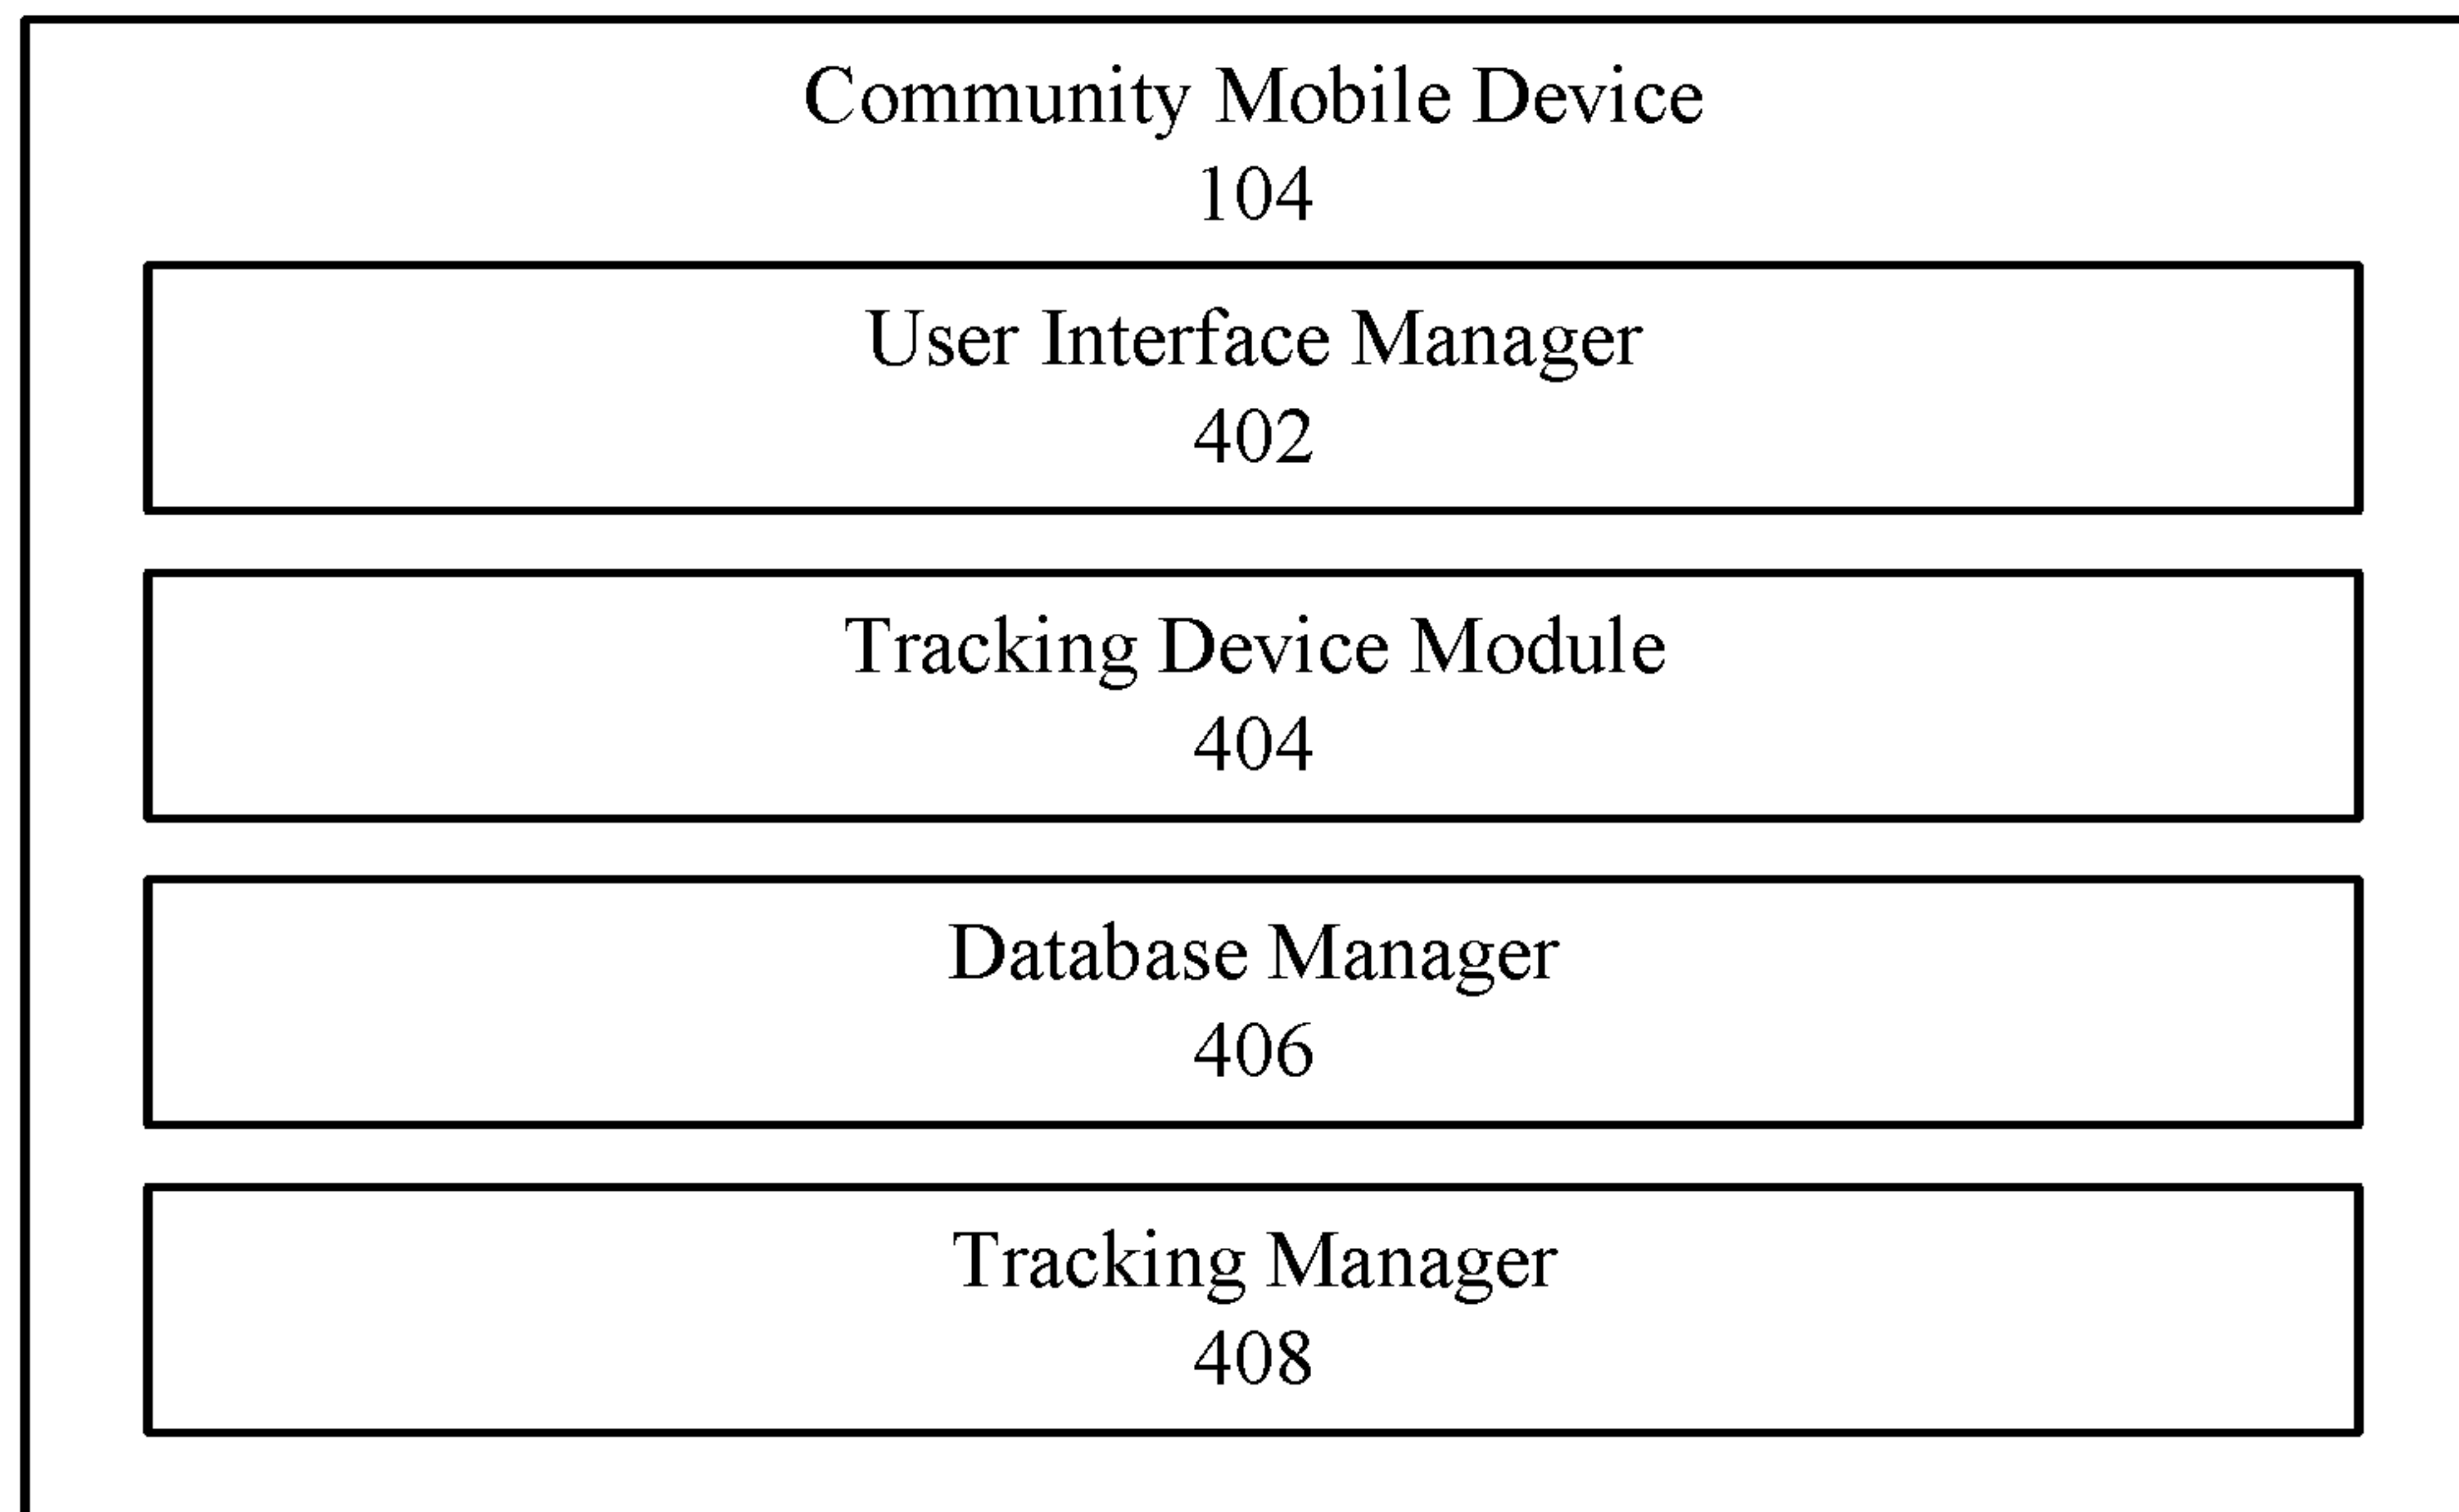 Community Mobile Device
104
User Interface Manager
402
Tracking Device Module
404
Database Manager
406
Tracking Manager
408